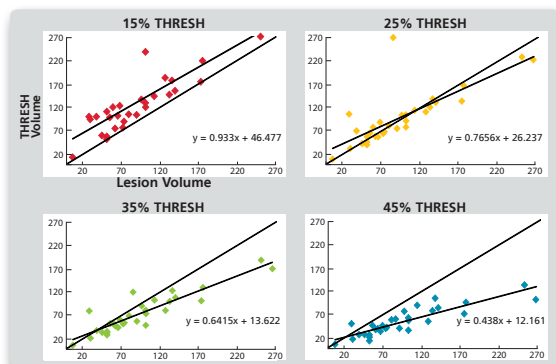 15% THRESH
270
220
170
120
70
20
THRESH
Volume
y = 0.933x + 46.477
20 70 120 170 220 270
Lesion Volume
25% THRESH
270
220
170
120
70
20
y = 0.7656x + 26.237
20 70 120 170 220 270
35% THRESH
270
220
170
120
70
20
y = 0.6415x + 13.622
20 70 120 170 220 270
45% THRESH
270
220
170
120
70
20
y = 0.438x + 12.161
20 70 120 170 220 270